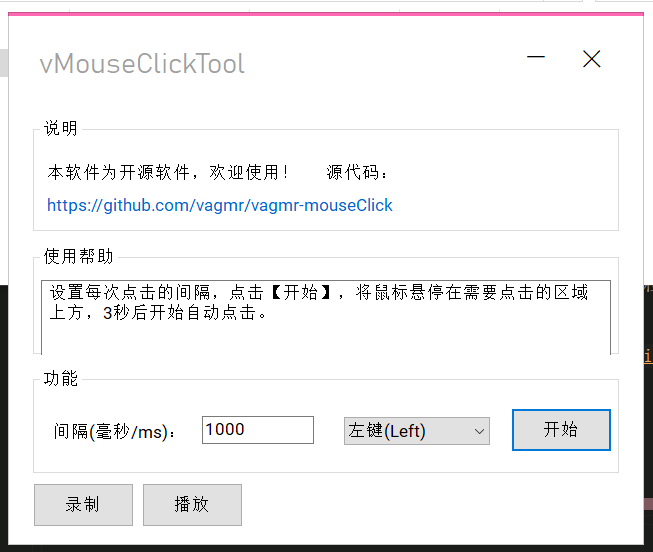 vMouseClickTool
说明
本软件为开源软件，欢迎使用！ 源代码：
https://github.com/vagmr/vagmr-mouseClick
使用帮助
设置每次点击的间隔，点击【开始】，将鼠标悬停在需要点击的区域
上方，3秒后开始自动点击。
功能
间隔(毫秒/ms)： 1000 左键(Left) 开始
录制 播放